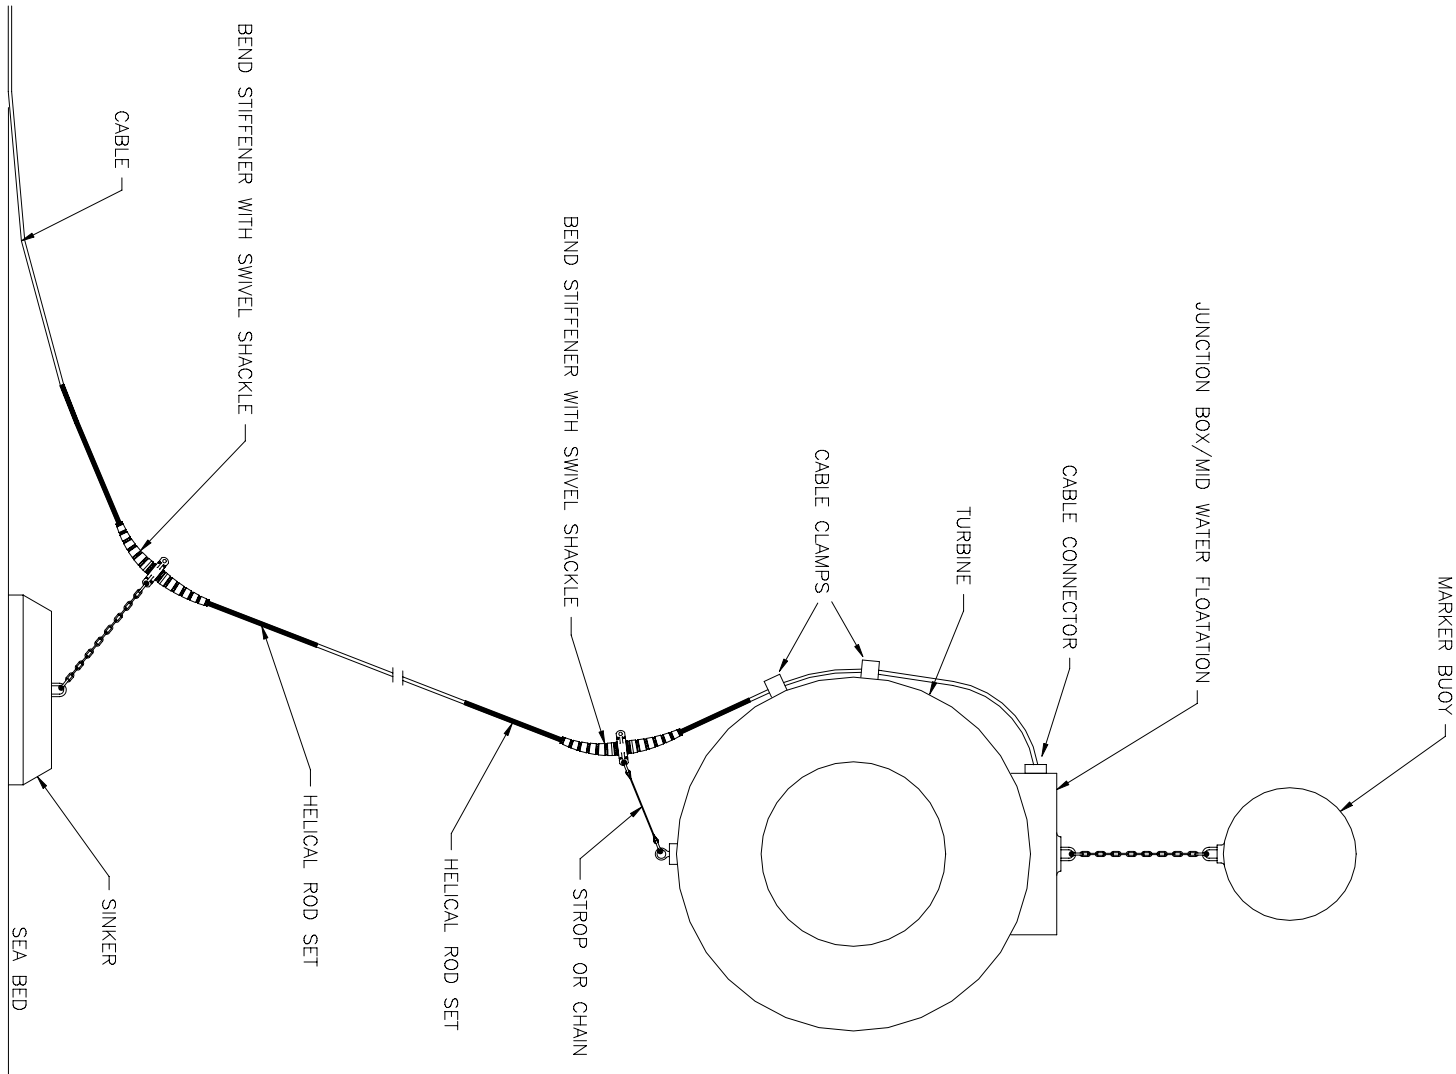 MARKER BUOY
JUNCTION BOX/MID WATER FLOATATION
CABLE CONNECTOR
TURBINE
CABLE CLAMPS
BEND STIFFENER WITH SWIVEL SHACKLE
STROP OR CHAIN
HELICAL ROD SET
HELICAL ROD SET
BEND STIFFENER WITH SWIVEL SHACKLE
CABLE
SINKER
SEA BED